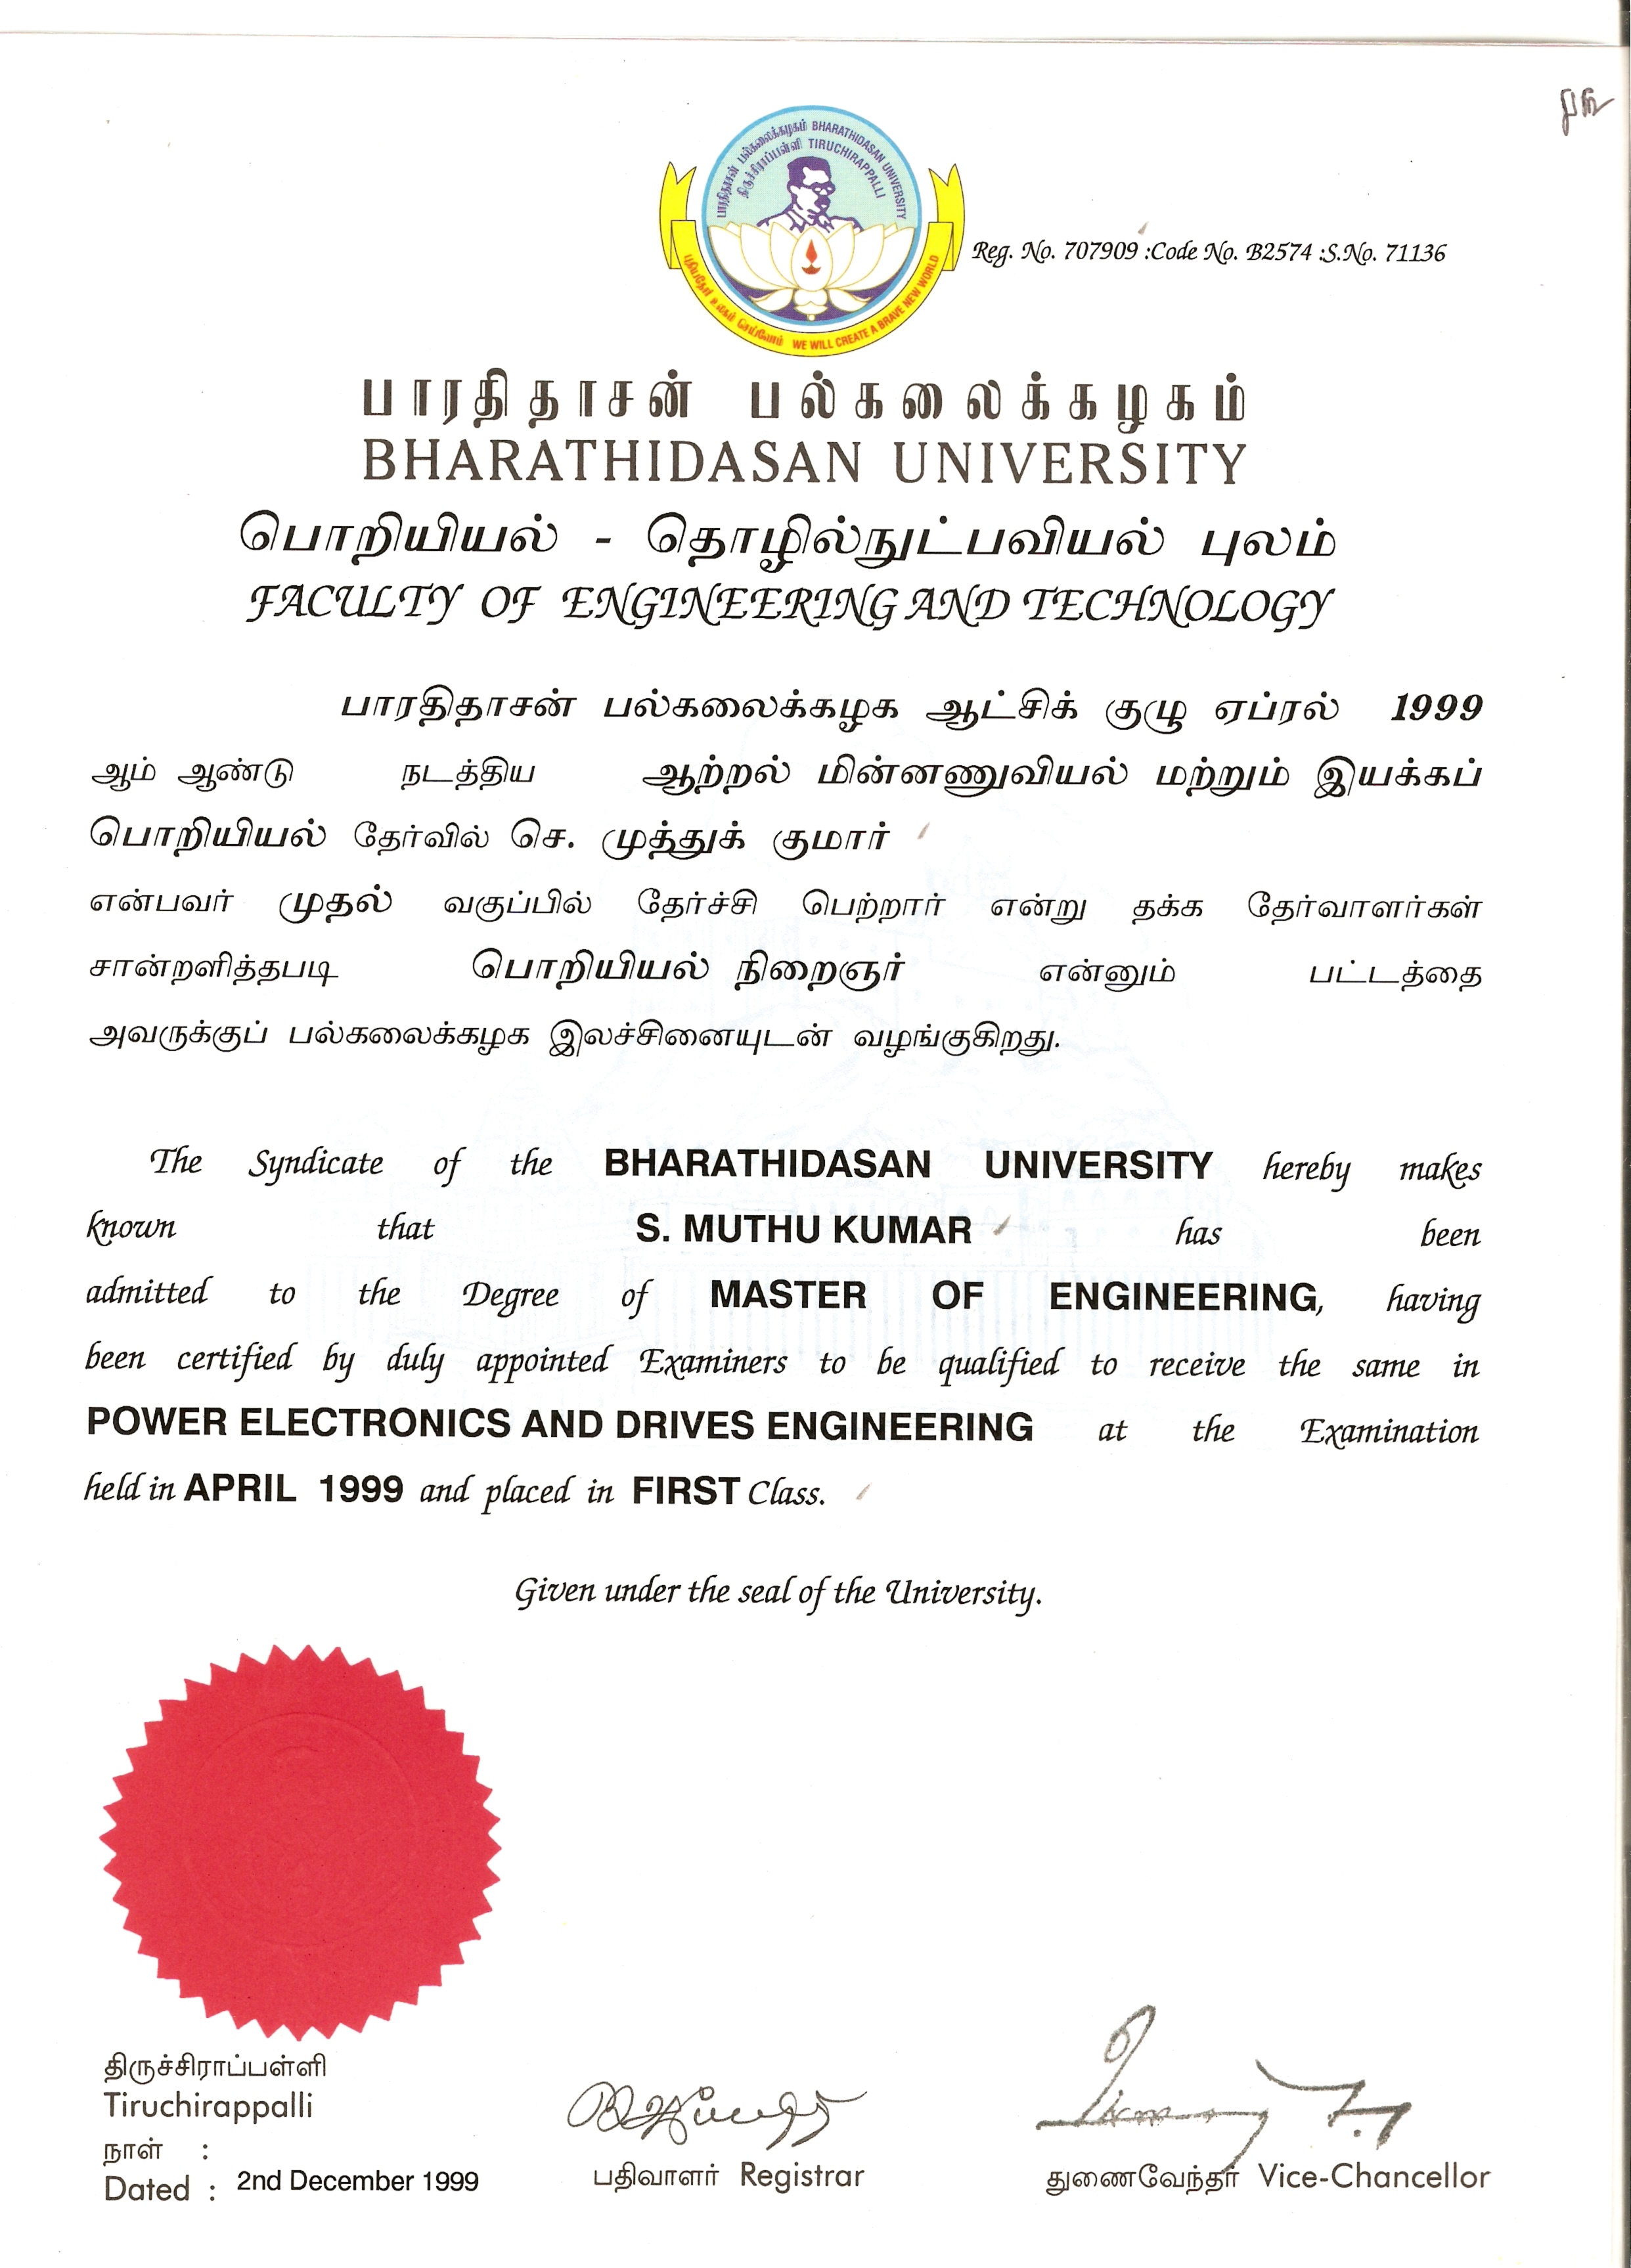 பாரதிதாசன் பல்கலைக்கழகம் BHARATHIDASAN UNIVERSITY
திருச்சிராப்பள்ளி TIRUCHIRAPPALLI
புதியதோர் உலகம் செய்வோம் WE WILL CREATE A BRAVE NEW WORLD
Reg. No. 707909 :Code No. B2574 :S.No. 71136
பாரதிதாசன் பல்கலைக்கழகம்
BHARATHIDASAN UNIVERSITY
பொறியியல் - தொழில்நுட்பவியல் புலம்
FACULTY OF ENGINEERING AND TECHNOLOGY
பாரதிதாசன் பல்கலைக்கழக ஆட்சிக் குழு ஏப்ரல் 1999
ஆம் ஆண்டு நடத்திய ஆற்றல் மின்னணுவியல் மற்றும் இயக்கப்
பொறியியல் தேர்வில் செ. முத்துக் குமார்
என்பவர் முதல் வகுப்பில் தேர்ச்சி பெற்றார் என்று தக்க தேர்வாளர்கள்
சான்றளித்தபடி பொறியியல் நிறைஞர் என்னும் பட்டத்தை
அவருக்குப் பல்கலைக்கழக இலச்சினையுடன் வழங்குகிறது.
The Syndicate of the BHARATHIDASAN UNIVERSITY hereby makes
known that S. MUTHU KUMAR has been
admitted to the Degree of MASTER OF ENGINEERING, having
been certified by duly appointed Examiners to be qualified to receive the same in
POWER ELECTRONICS AND DRIVES ENGINEERING at the Examination
held in APRIL 1999 and placed in FIRST Class.
Given under the seal of the University.
திருச்சிராப்பள்ளி
Tiruchirappalli
நாள் :
Dated : 2nd December 1999
பதிவாளர் Registrar
துணைவேந்தர் Vice-Chancellor